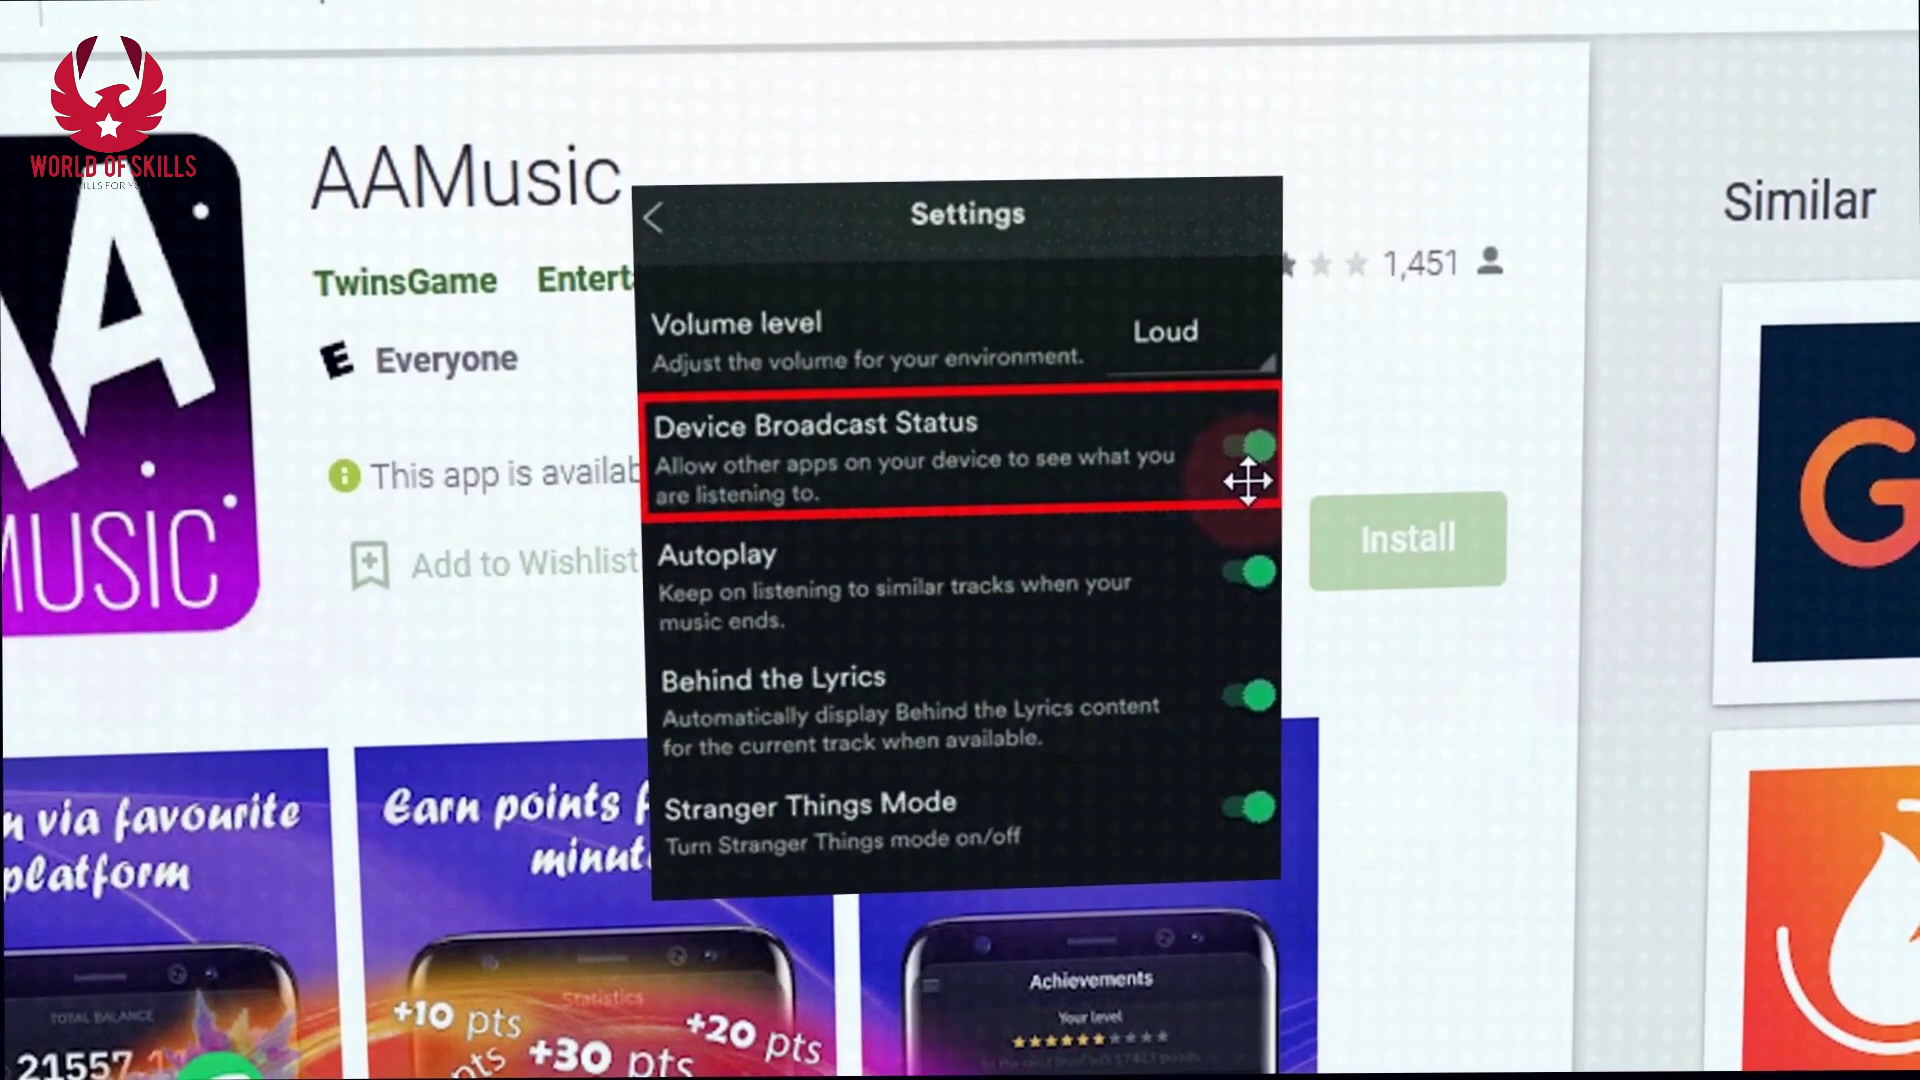 WORLD OF SKILLS
AAMusic
TwinsGame Entert
1,451
Everyone
This app is availab
Add to Wishlist
Install
Similar
MUSIC
Settings
Volume level
Loud
Adjust the volume for your environment.
Device Broadcast Status
Allow other apps on your device to see what you
are listening to.
Autoplay
Keep on listening to similar tracks when your
music ends.
Behind the Lyrics
Automatically display Behind the Lyrics content
for the current track when available.
Stranger Things Mode
Turn Stranger Things mode on/off
n via favourite
platform
Earn points f
minut
TOTAL BALANCE
21557
Statistics
+10 pts
+30 pts
+20 pts
pts
Achievements
Your level